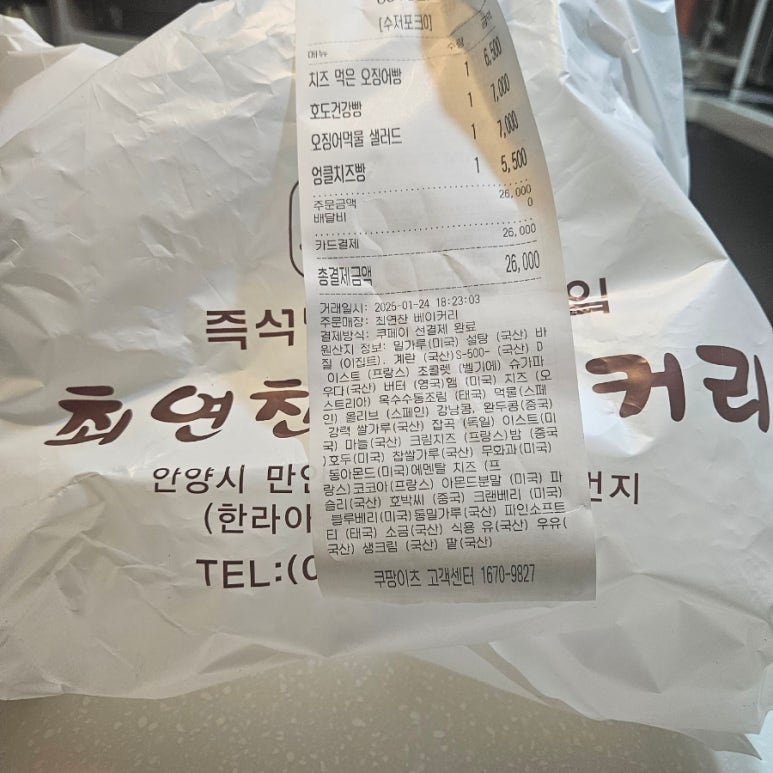 [수저포크이]
메뉴 수량 금액
치즈 먹은 오징어빵 1 6,500
호도건강빵 1 7,000
오징어먹물 샐러드 1 7,000
엉클치즈빵 1 5,500
주문금액 26,000
배달비 0
카드결제 26,000
총결제금액 26,000
거래일시: 2025-01-24 18:23:03
주문매장: 최연찬 베이커리
결제방식: 쿠페이 선결제 완료
원산지 정보: 밀가루(미국) 설탕 (국산) 바
질 (이집트). 계란 (국산)S-500- (국산) D
이스트 (프랑스) 초콜렛 (벨기에) 슈가파
우다(국산) 버터 (영국)햄 (미국) 치즈 (오
스트리아) 옥수수통조림 (태국) 먹물(스페
인) 올리브 (스페인) 강낭콩, 완두콩(중국)
강력 쌀가루(국산) 잡곡 (독일) 이스트(미
국) 마늘(국산) 크림치즈 (프랑스)밤 (중국
)호두(미국) 찹쌀가루(국산) 무화과(미국)
통아몬드(미국)에멘탈 치즈 (프
랑스)코코아(프랑스) 아몬드분말 (미국) 파
슬리(국산) 호박씨 (중국) 크랜베리 (미국)
블루베리(미국)통밀가루(국산) 파인소프트
티 (태국) 소금(국산) 식용 유(국산) 우유(
국산) 생크림 (국산) 팥(국산)
쿠팡이츠 고객센터 1670-9827
즉석
최연찬 커리
안양시 만안 번지
(한라아
TEL:(0